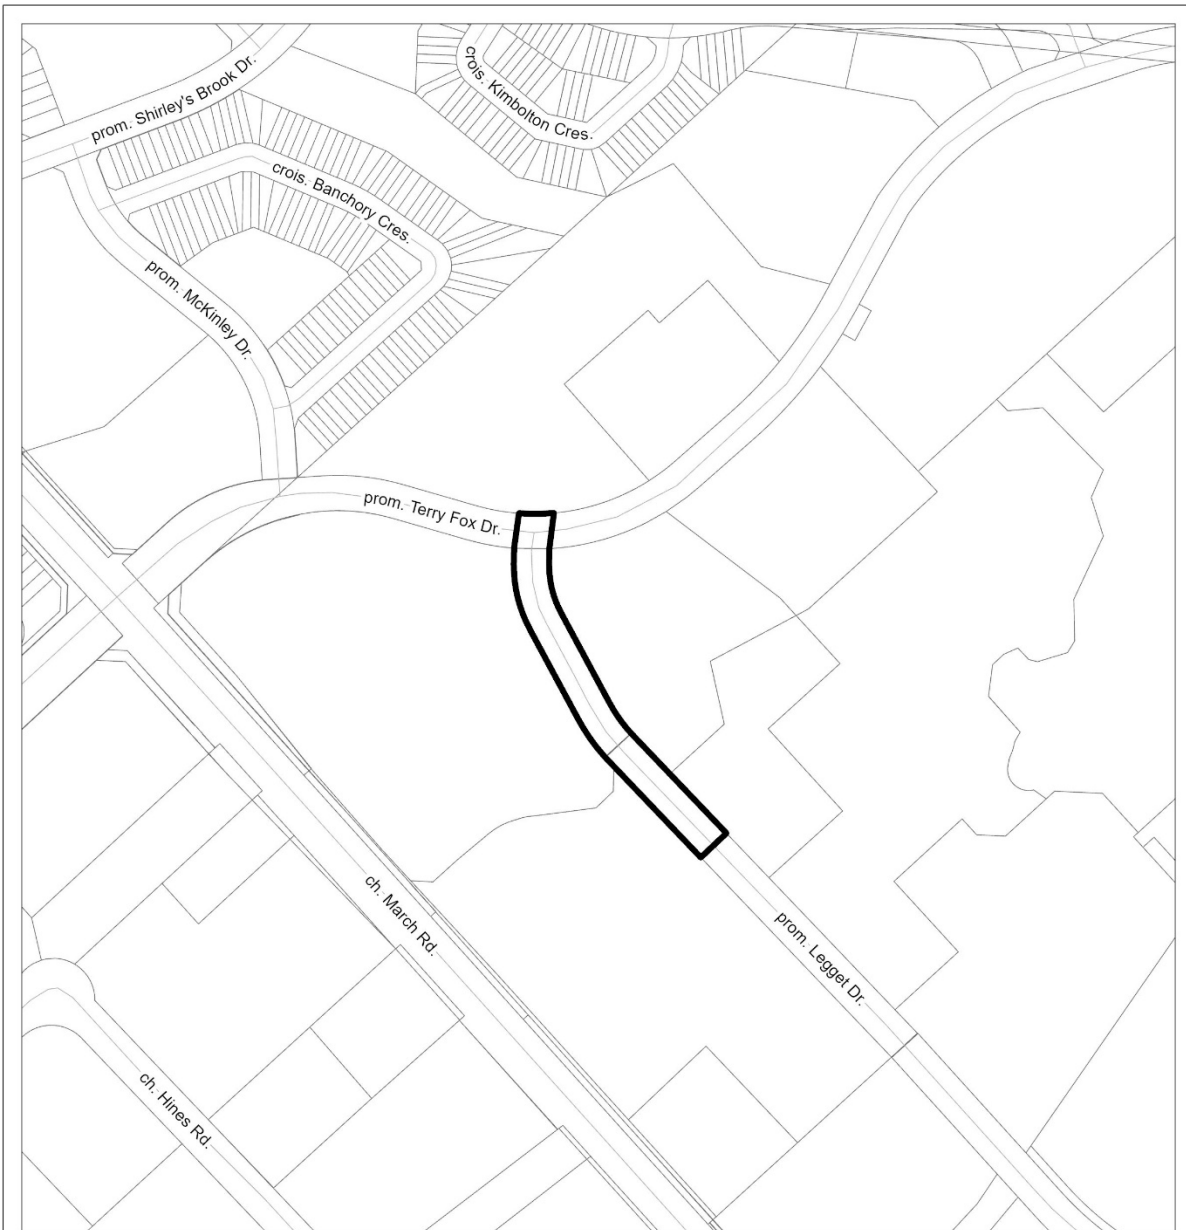 prom. Shirley's Brook Dr.
crois. Kimbolton Cres.
crois. Banchory Cres.
prom. McKinley Dr.
prom. Terry Fox Dr.
ch. March Rd.
prom. Legget Dr.
ch. Hines Rd.